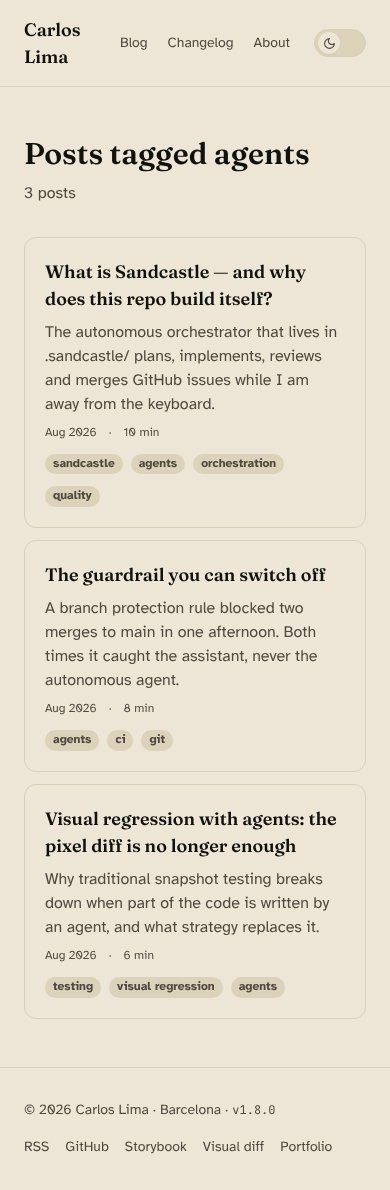 Carlos Lima
Blog Changelog About
Posts tagged agents
3 posts
What is Sandcastle — and why
does this repo build itself?
The autonomous orchestrator that lives in
.sandcastle/ plans, implements, reviews
and merges GitHub issues while I am
away from the keyboard.
Aug 2026 · 10 min
sandcastle agents orchestration
quality
The guardrail you can switch off
A branch protection rule blocked two
merges to main in one afternoon. Both
times it caught the assistant, never the
autonomous agent.
Aug 2026 · 8 min
agents ci git
Visual regression with agents: the
pixel diff is no longer enough
Why traditional snapshot testing breaks
down when part of the code is written by
an agent, and what strategy replaces it.
Aug 2026 · 6 min
testing visual regression agents
© 2026 Carlos Lima · Barcelona · v1.8.0
RSS GitHub Storybook Visual diff Portfolio